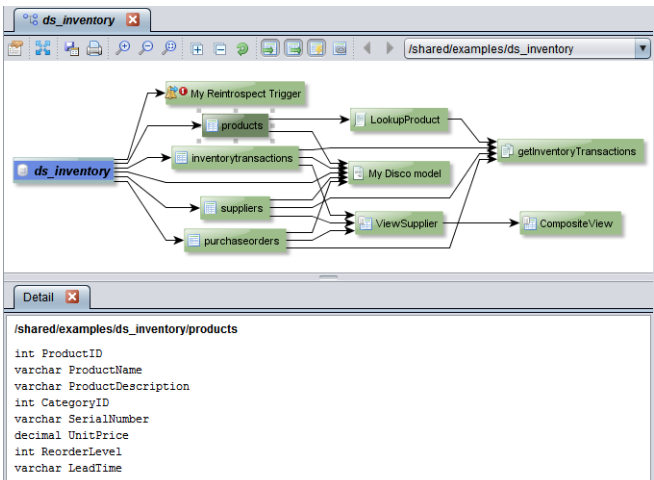 ds_inventory
/shared/examples/ds_inventory
My Reintrospect Trigger
products
LookupProduct
inventorytransactions
getInventoryTransactions
ds_inventory
My Disco model
suppliers
ViewSupplier
CompositeView
purchaseorders
Detail
/shared/examples/ds_inventory/products
int ProductID
varchar ProductName
varchar ProductDescription
int CategoryID
varchar SerialNumber
decimal UnitPrice
int ReorderLevel
varchar LeadTime